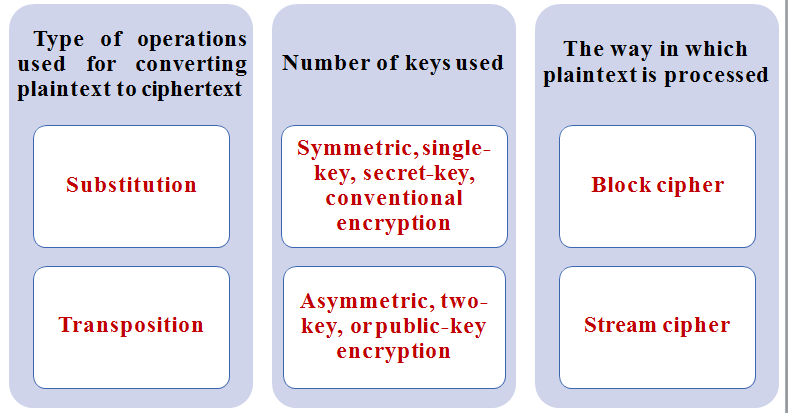 Type of operations
used for converting
plaintext to ciphertext
Substitution
Transposition
Number of keys used
Symmetric, single-
key, secret-key,
conventional
encryption
Asymmetric, two-
key, or public-key
encryption
The way in which
plaintext is processed
Block cipher
Stream cipher